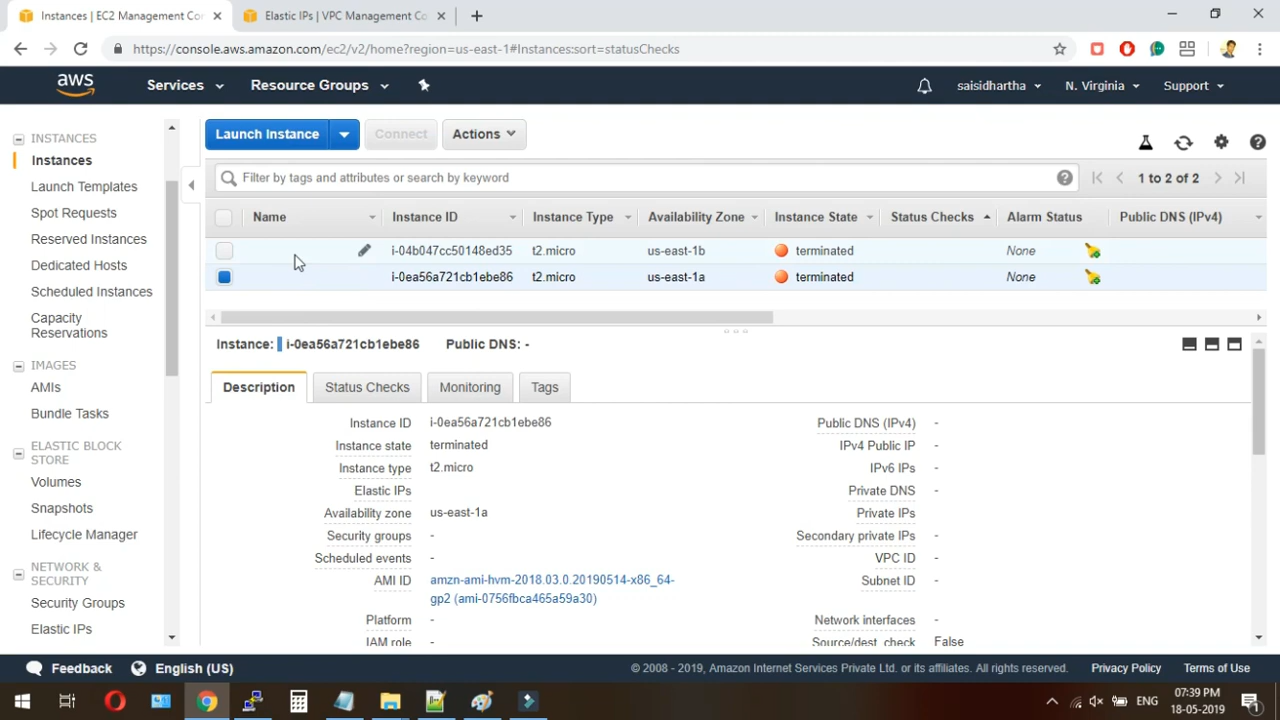 Instances | EC2 Management Con
Elastic IPs | VPC Management Co
https://console.aws.amazon.com/ec2/v2/home?region=us-east-1#Instances:sort=statusChecks
aws
Services
Resource Groups
saisidhartha
N. Virginia
Support
INSTANCES
Instances
Launch Templates
Spot Requests
Reserved Instances
Dedicated Hosts
Scheduled Instances
Capacity
Reservations
IMAGES
AMIs
Bundle Tasks
ELASTIC BLOCK
STORE
Volumes
Snapshots
Lifecycle Manager
NETWORK &
SECURITY
Security Groups
Elastic IPs
Launch Instance
Connect
Actions
Filter by tags and attributes or search by keyword
1 to 2 of 2
Name Instance ID Instance Type Availability Zone Instance State Status Checks Alarm Status Public DNS (IPv4)
i-04b047cc50148ed35 t2.micro us-east-1b terminated None
i-0ea56a721cb1ebe86 t2.micro us-east-1a terminated None
Instance: i-0ea56a721cb1ebe86 Public DNS: -
Description
Status Checks
Monitoring
Tags
Instance ID i-0ea56a721cb1ebe86
Instance state terminated
Instance type t2.micro
Elastic IPs
Availability zone us-east-1a
Security groups -
Scheduled events -
AMI ID amzn-ami-hvm-2018.03.0.20190514-x86_64-
gp2 (ami-0756fbca465a59a30)
Platform -
IAM role -
Public DNS (IPv4) -
IPv4 Public IP -
IPv6 IPs -
Private DNS -
Private IPs -
Secondary private IPs -
VPC ID -
Subnet ID -
Network interfaces -
Source/dest. check False
Feedback
English (US)
© 2008 - 2019, Amazon Internet Services Private Ltd. or its affiliates. All rights reserved.
Privacy Policy
Terms of Use
ENG
07:39 PM
18-05-2019
1